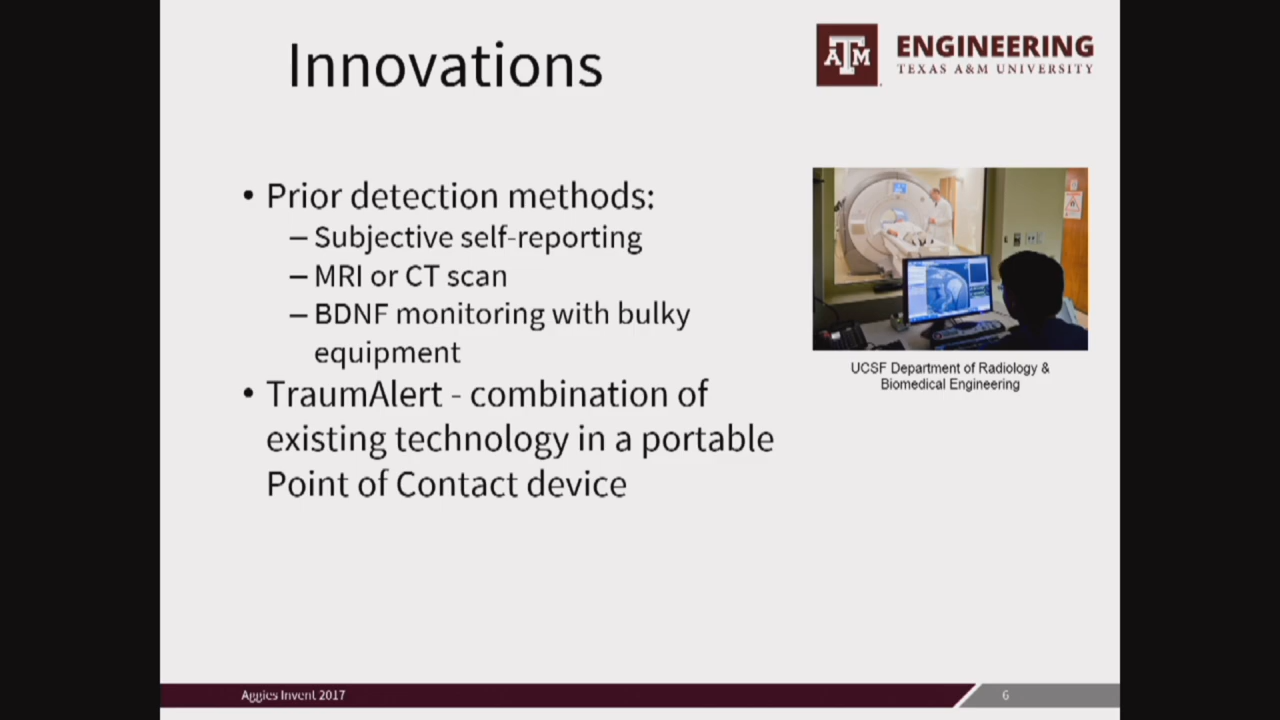 Innovations
ATM
ENGINEERING
TEXAS A&M UNIVERSITY
• Prior detection methods:
– Subjective self-reporting
– MRI or CT scan
– BDNF monitoring with bulky
equipment
• TraumAlert - combination of
existing technology in a portable
Point of Contact device
UCSF Department of Radiology &
Biomedical Engineering
Aggies Invent 2017
6